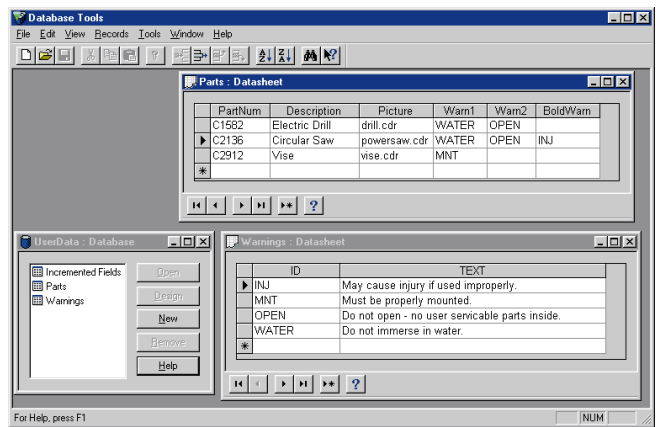 Database Tools
File Edit View Records Tools Window Help
Parts : Datasheet
PartNum Description Picture Warn1 Warn2 BoldWarn
C1582 Electric Drill drill.cdr WATER OPEN
C2136 Circular Saw powersaw.cdr WATER OPEN INJ
C2912 Vise vise.cdr MNT
UserData : Database
Incremented Fields
Parts
Warnings
Open
Design
New
Remove
Help
Warnings : Datasheet
ID TEXT
INJ May cause injury if used improperly.
MNT Must be properly mounted.
OPEN Do not open - no user servicable parts inside.
WATER Do not immerse in water.
For Help, press F1
NUM